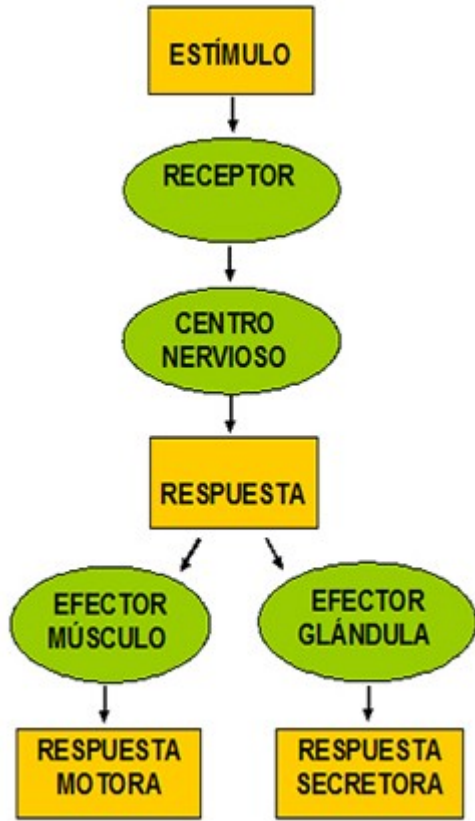 ESTÍMULO
RECEPTOR
CENTRO
NERVIOSO
RESPUESTA
EFECTOR
MÚSCULO
EFECTOR
GLÁNDULA
RESPUESTA
MOTORA
RESPUESTA
SECRETORA